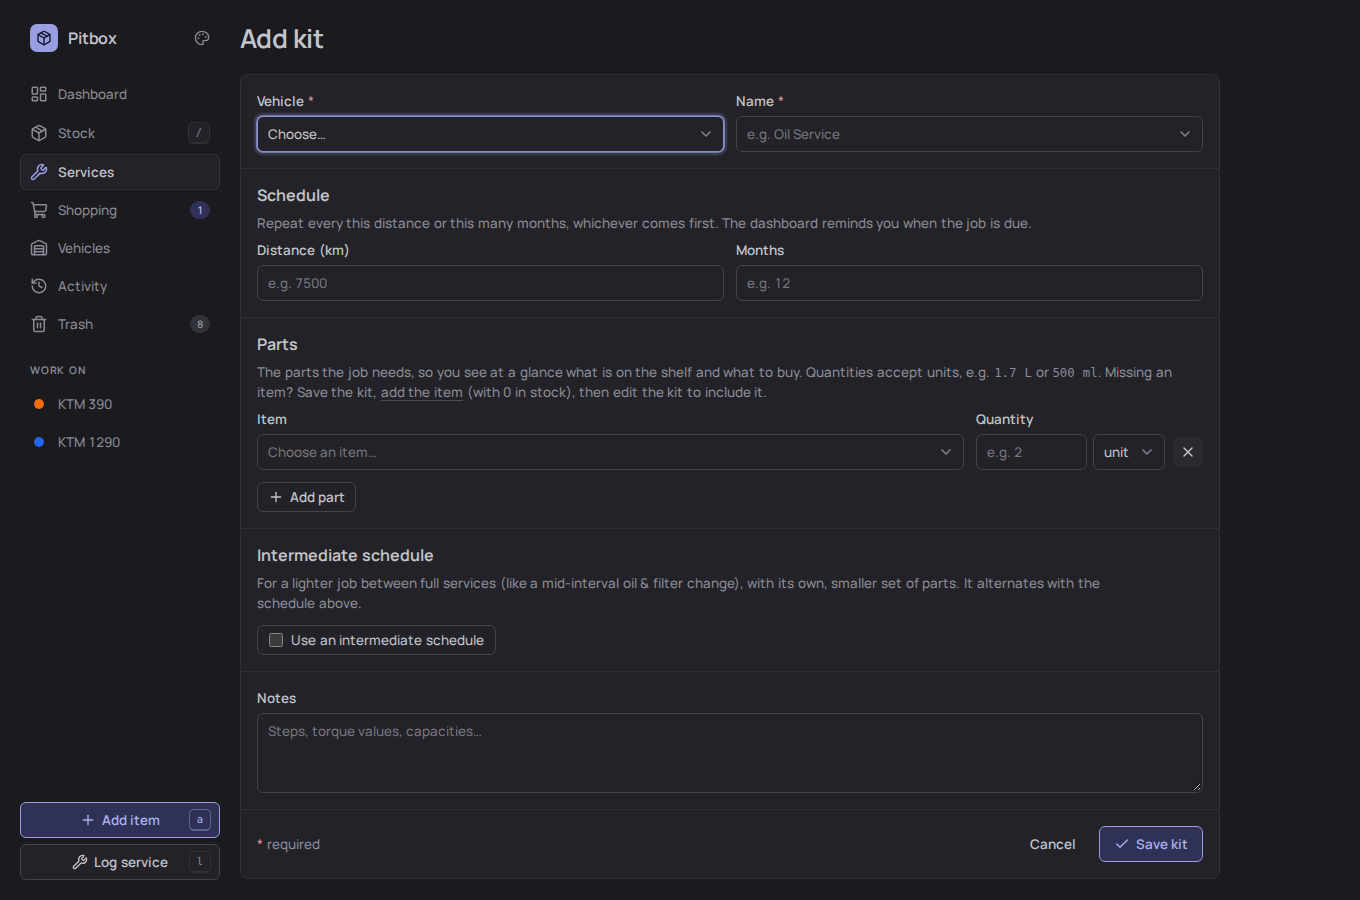 Pitbox
Dashboard
Stock /
Services
Shopping 1
Vehicles
Activity
Trash 8
WORK ON
KTM 390
KTM 1290
Add item a
Log service l
Add kit
Vehicle * Name *
Choose... e.g. Oil Service
Schedule
Repeat every this distance or this many months, whichever comes first. The dashboard reminds you when the job is due.
Distance (km) Months
e.g. 7500 e.g. 12
Parts
The parts the job needs, so you see at a glance what is on the shelf and what to buy. Quantities accept units, e.g. 1.7 L or 500 ml. Missing an
item? Save the kit, add the item (with 0 in stock), then edit the kit to include it.
Item Quantity
Choose an item... e.g. 2 unit
Add part
Intermediate schedule
For a lighter job between full services (like a mid-interval oil & filter change), with its own, smaller set of parts. It alternates with the
schedule above.
Use an intermediate schedule
Notes
Steps, torque values, capacities...
* required Cancel Save kit